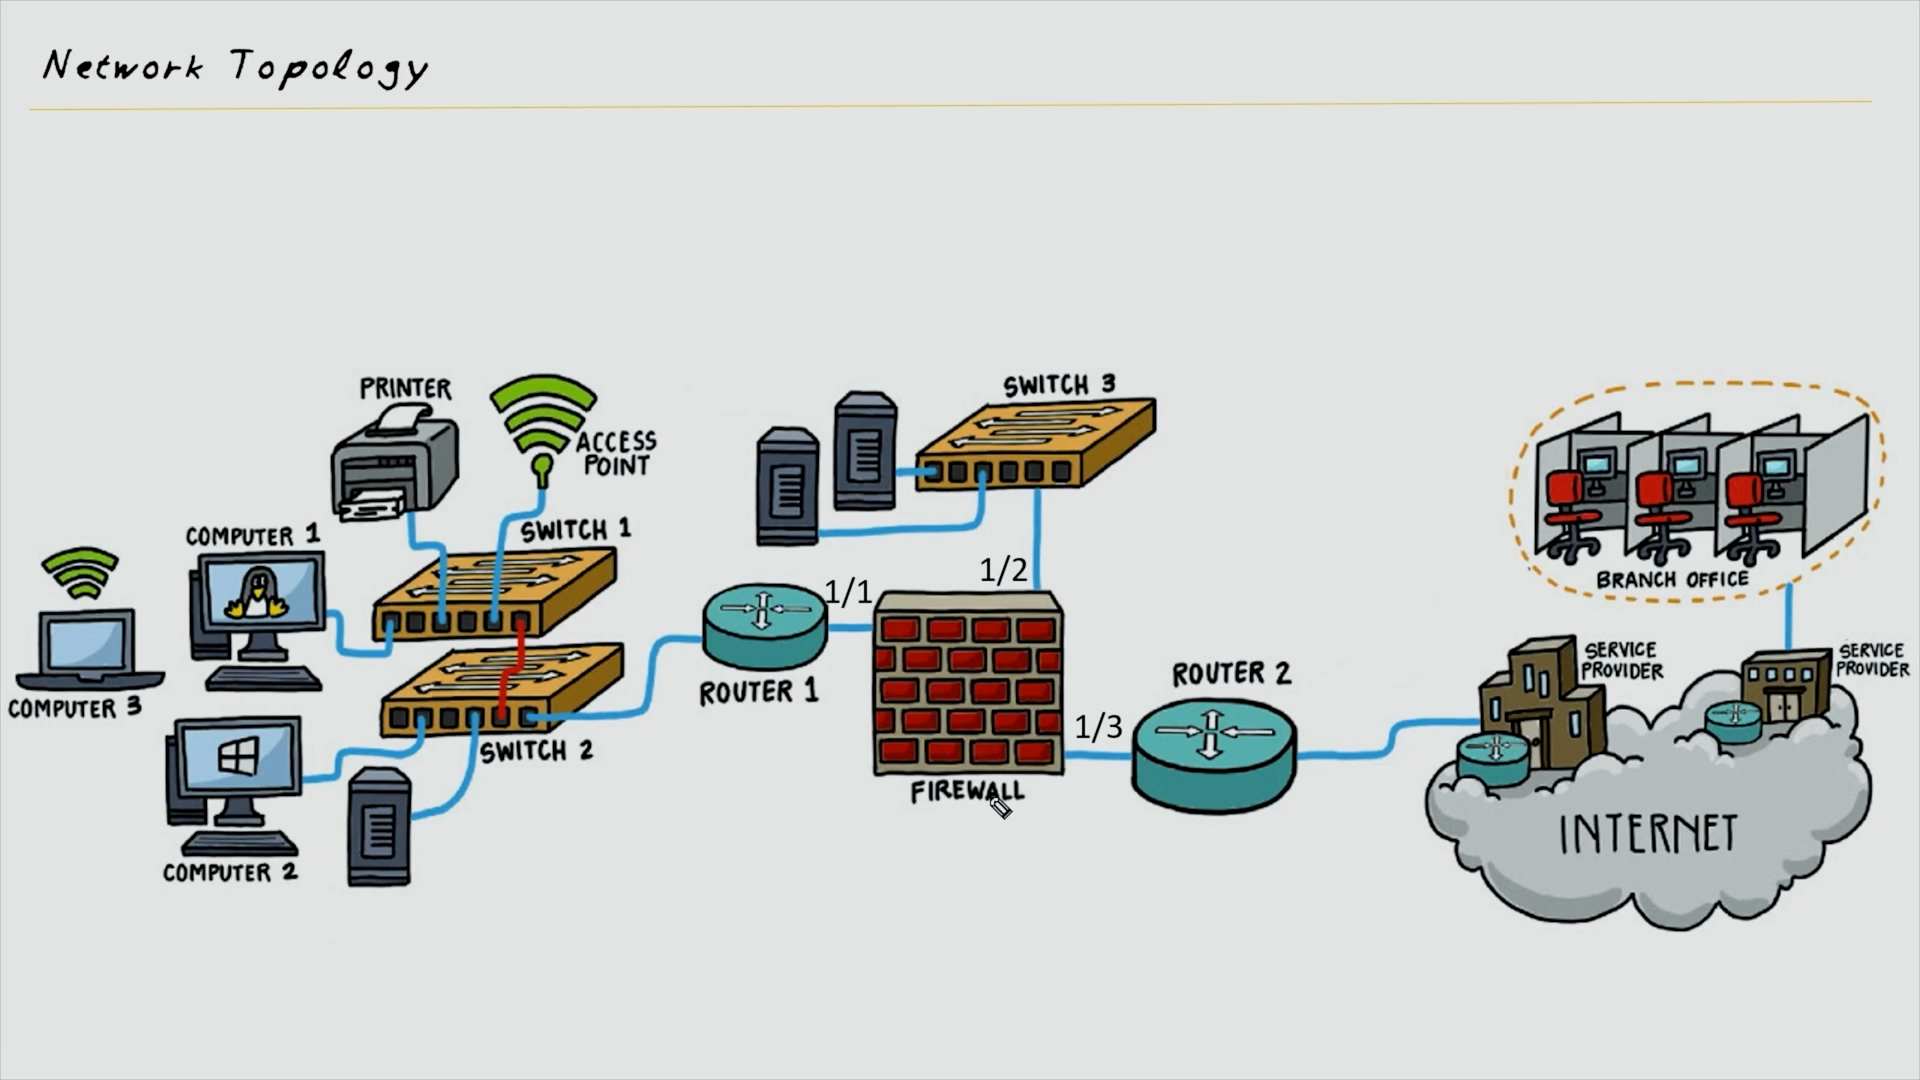 Network Topology
PRINTER
ACCESS
POINT
SWITCH 1
COMPUTER 1
COMPUTER 3
SWITCH 2
COMPUTER 2
SWITCH 3
1/1
1/2
ROUTER 1
1/3
FIREWALL
ROUTER 2
BRANCH OFFICE
SERVICE
PROVIDER
SERVICE
PROVIDER
INTERNET